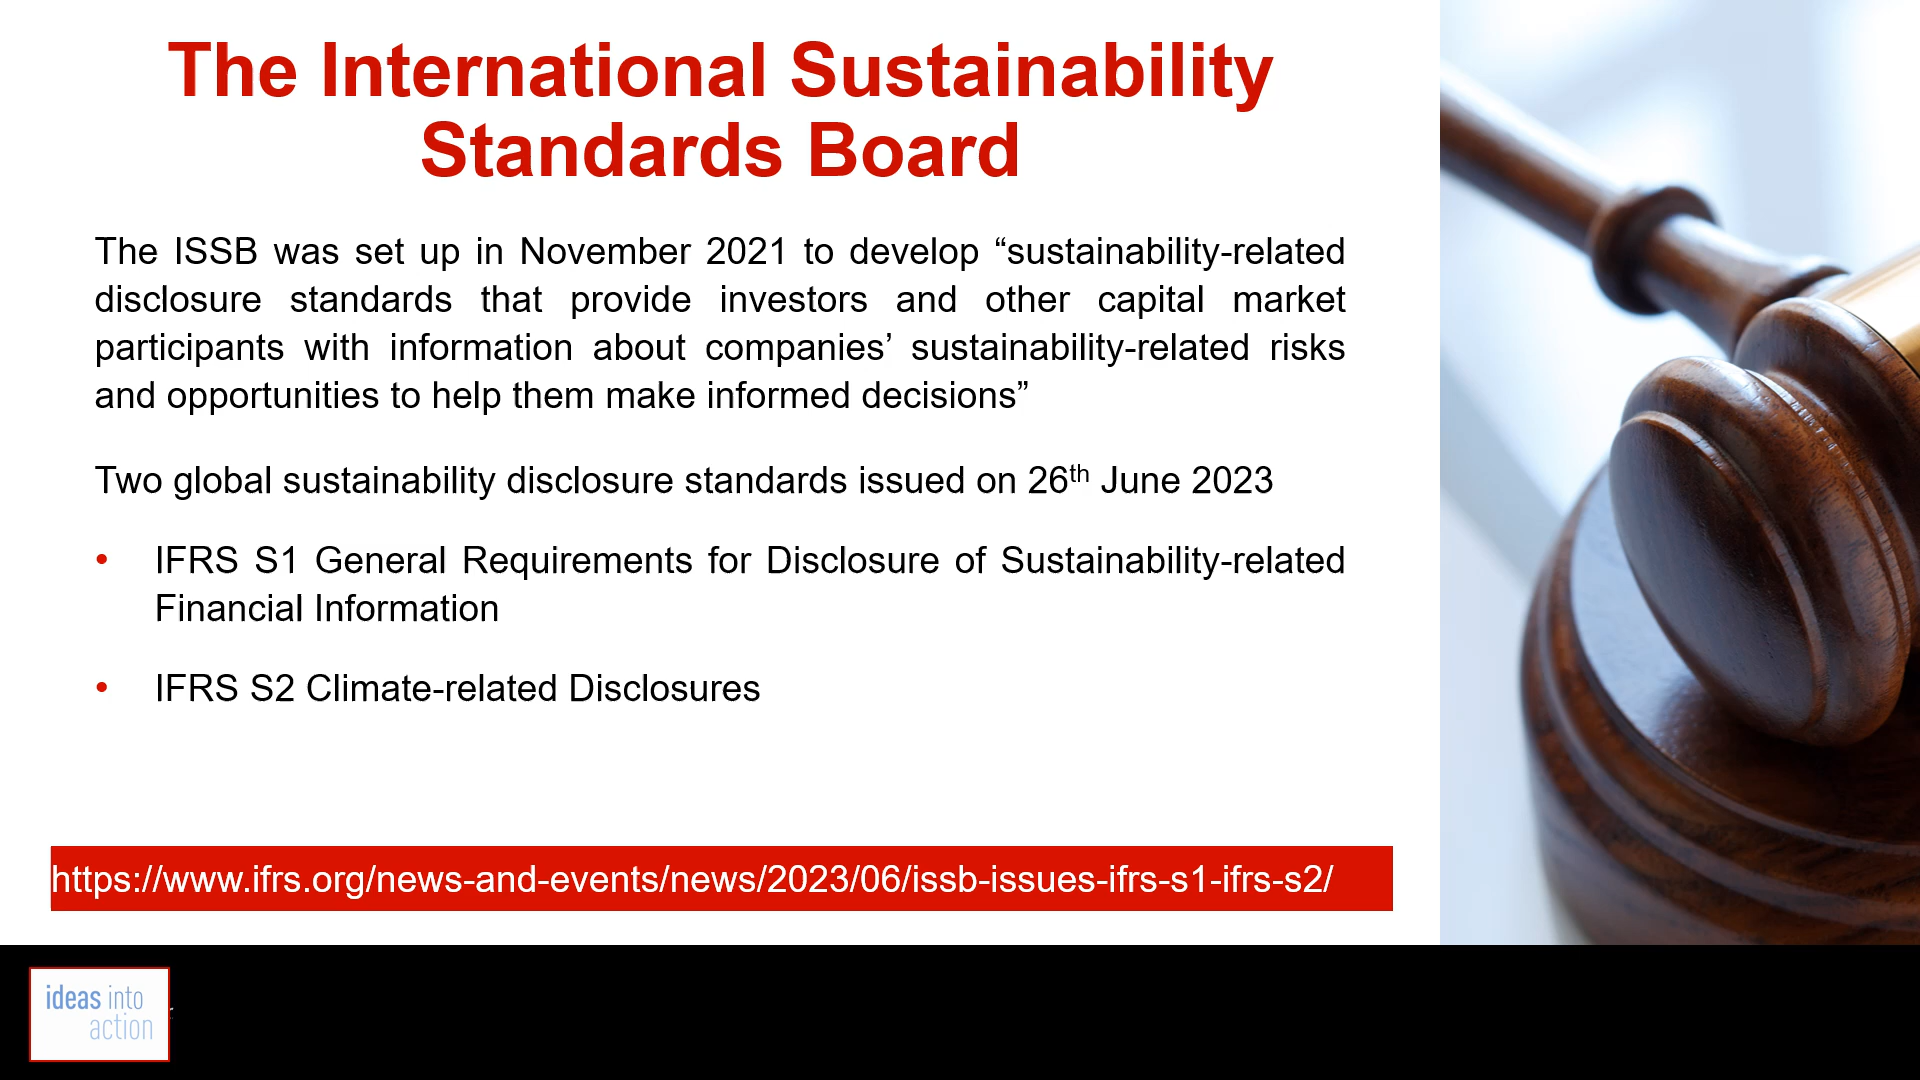 The International Sustainability
Standards Board
The ISSB was set up in November 2021 to develop “sustainability-related
disclosure standards that provide investors and other capital market
participants with information about companies’ sustainability-related risks
and opportunities to help them make informed decisions”
Two global sustainability disclosure standards issued on 26th June 2023
• IFRS S1 General Requirements for Disclosure of Sustainability-related
Financial Information
• IFRS S2 Climate-related Disclosures
https://www.ifrs.org/news-and-events/news/2023/06/issb-issues-ifrs-s1-ifrs-s2/
ideas into
action